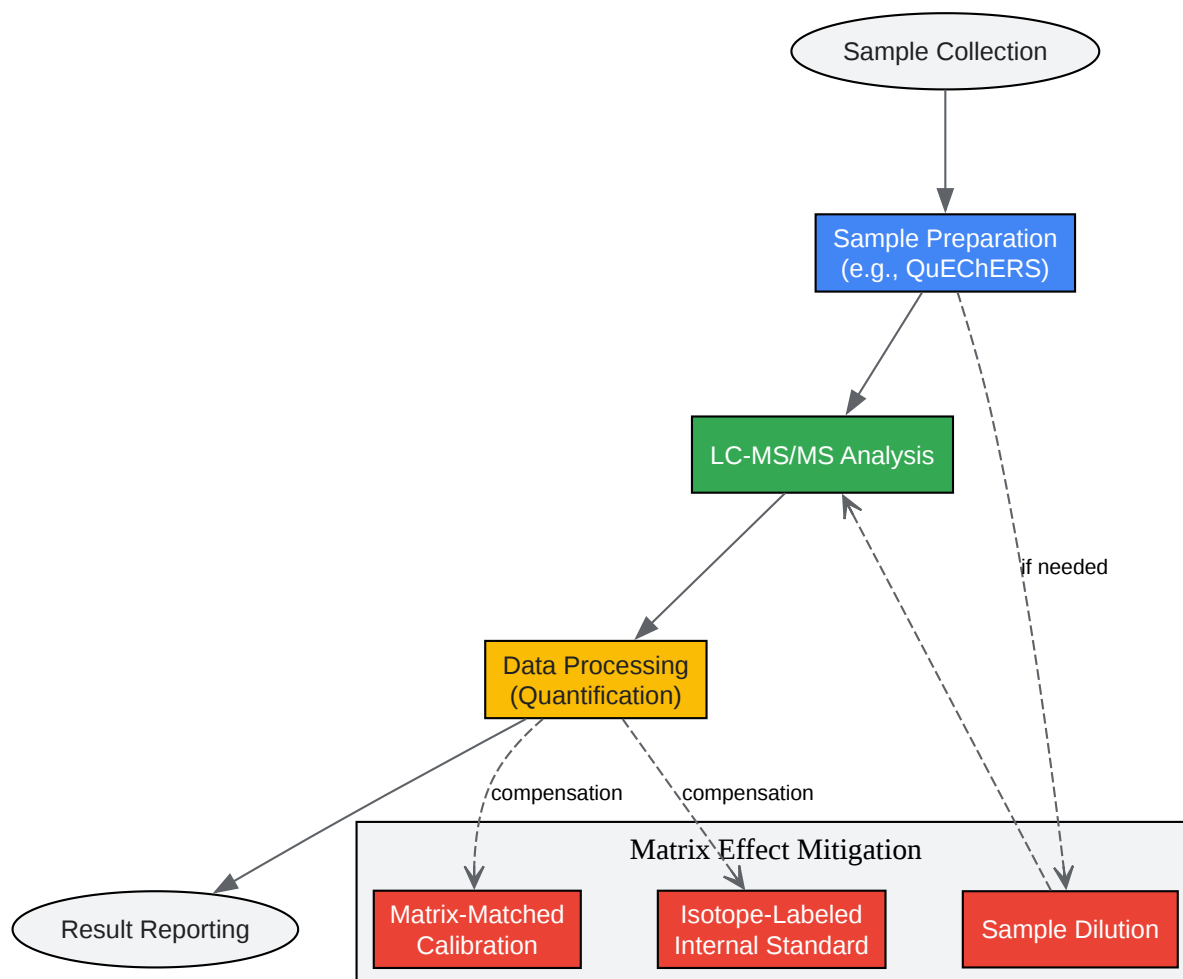 Sample Collection
Sample Preparation
(e.g., QuEChERS)
LC-MS/MS Analysis
if needed
Data Processing
(Quantification)
compensation
compensation
Matrix Effect Mitigation
Result Reporting
Matrix-Matched
Calibration
Isotope-Labeled
Internal Standard
Sample Dilution